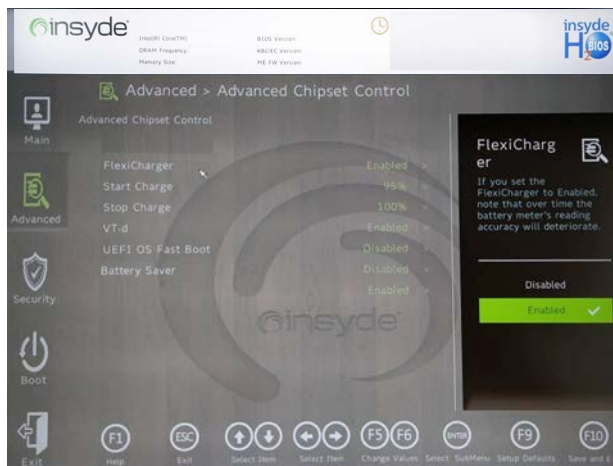 insyde
Intel(R) Core(TM)
BIOS Version
DRAM Frequency:
KBC/EC Version
Memory Size:
ME FW Version
insyde
H2O BIOS
Advanced > Advanced Chipset Control
Main
Advanced Chipset Control
FlexiCharger Enabled >
Start Charge 95% >
Stop Charge 100% >
VT-d Enabled >
UEFI OS Fast Boot Disabled >
Battery Saver Disabled >
Enabled >
insyde
Advanced
Security
Boot
Exit
FlexiCharg
er
If you set the
FlexiCharger to Enabled,
note that over time the
battery meter's reading
accuracy will deteriorate.
Disabled
Enabled
F1
Help
ESC
Exit
Select Item
Select Item
F5 F6
Change Values
ENTER
Select SubMenu
F9
Setup Defaults
F10
Save and